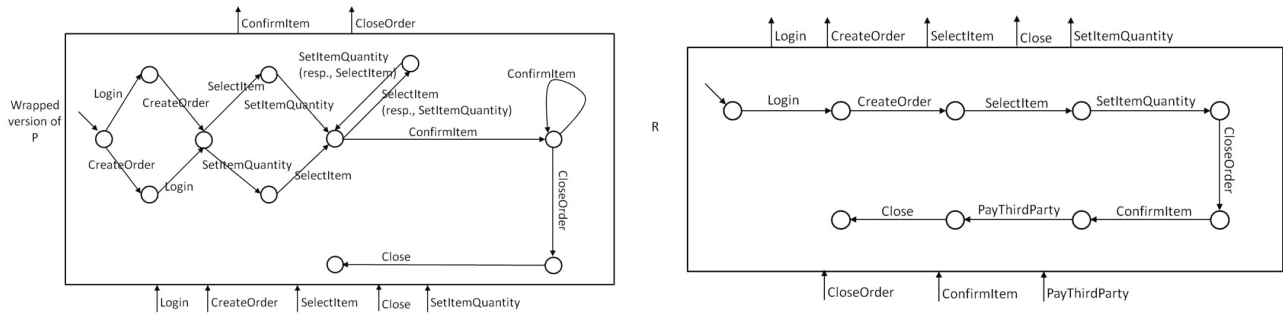 ConfirmItem
CloseOrder
Wrapped
version of
P
Login
CreateOrder
SelectItem
SetItemQuantity
SetItemQuantity
(resp., SelectItem)
SelectItem
(resp., SetItemQuantity)
ConfirmItem
ConfirmItem
CreateOrder
Login
SetItemQuantity
SelectItem
CloseOrder
Close
Login
CreateOrder
SelectItem
Close
SetItemQuantity
Login
CreateOrder
SelectItem
Close
SetItemQuantity
R
Login
CreateOrder
SelectItem
SetItemQuantity
CloseOrder
Close
PayThirdParty
ConfirmItem
CloseOrder
ConfirmItem
PayThirdParty